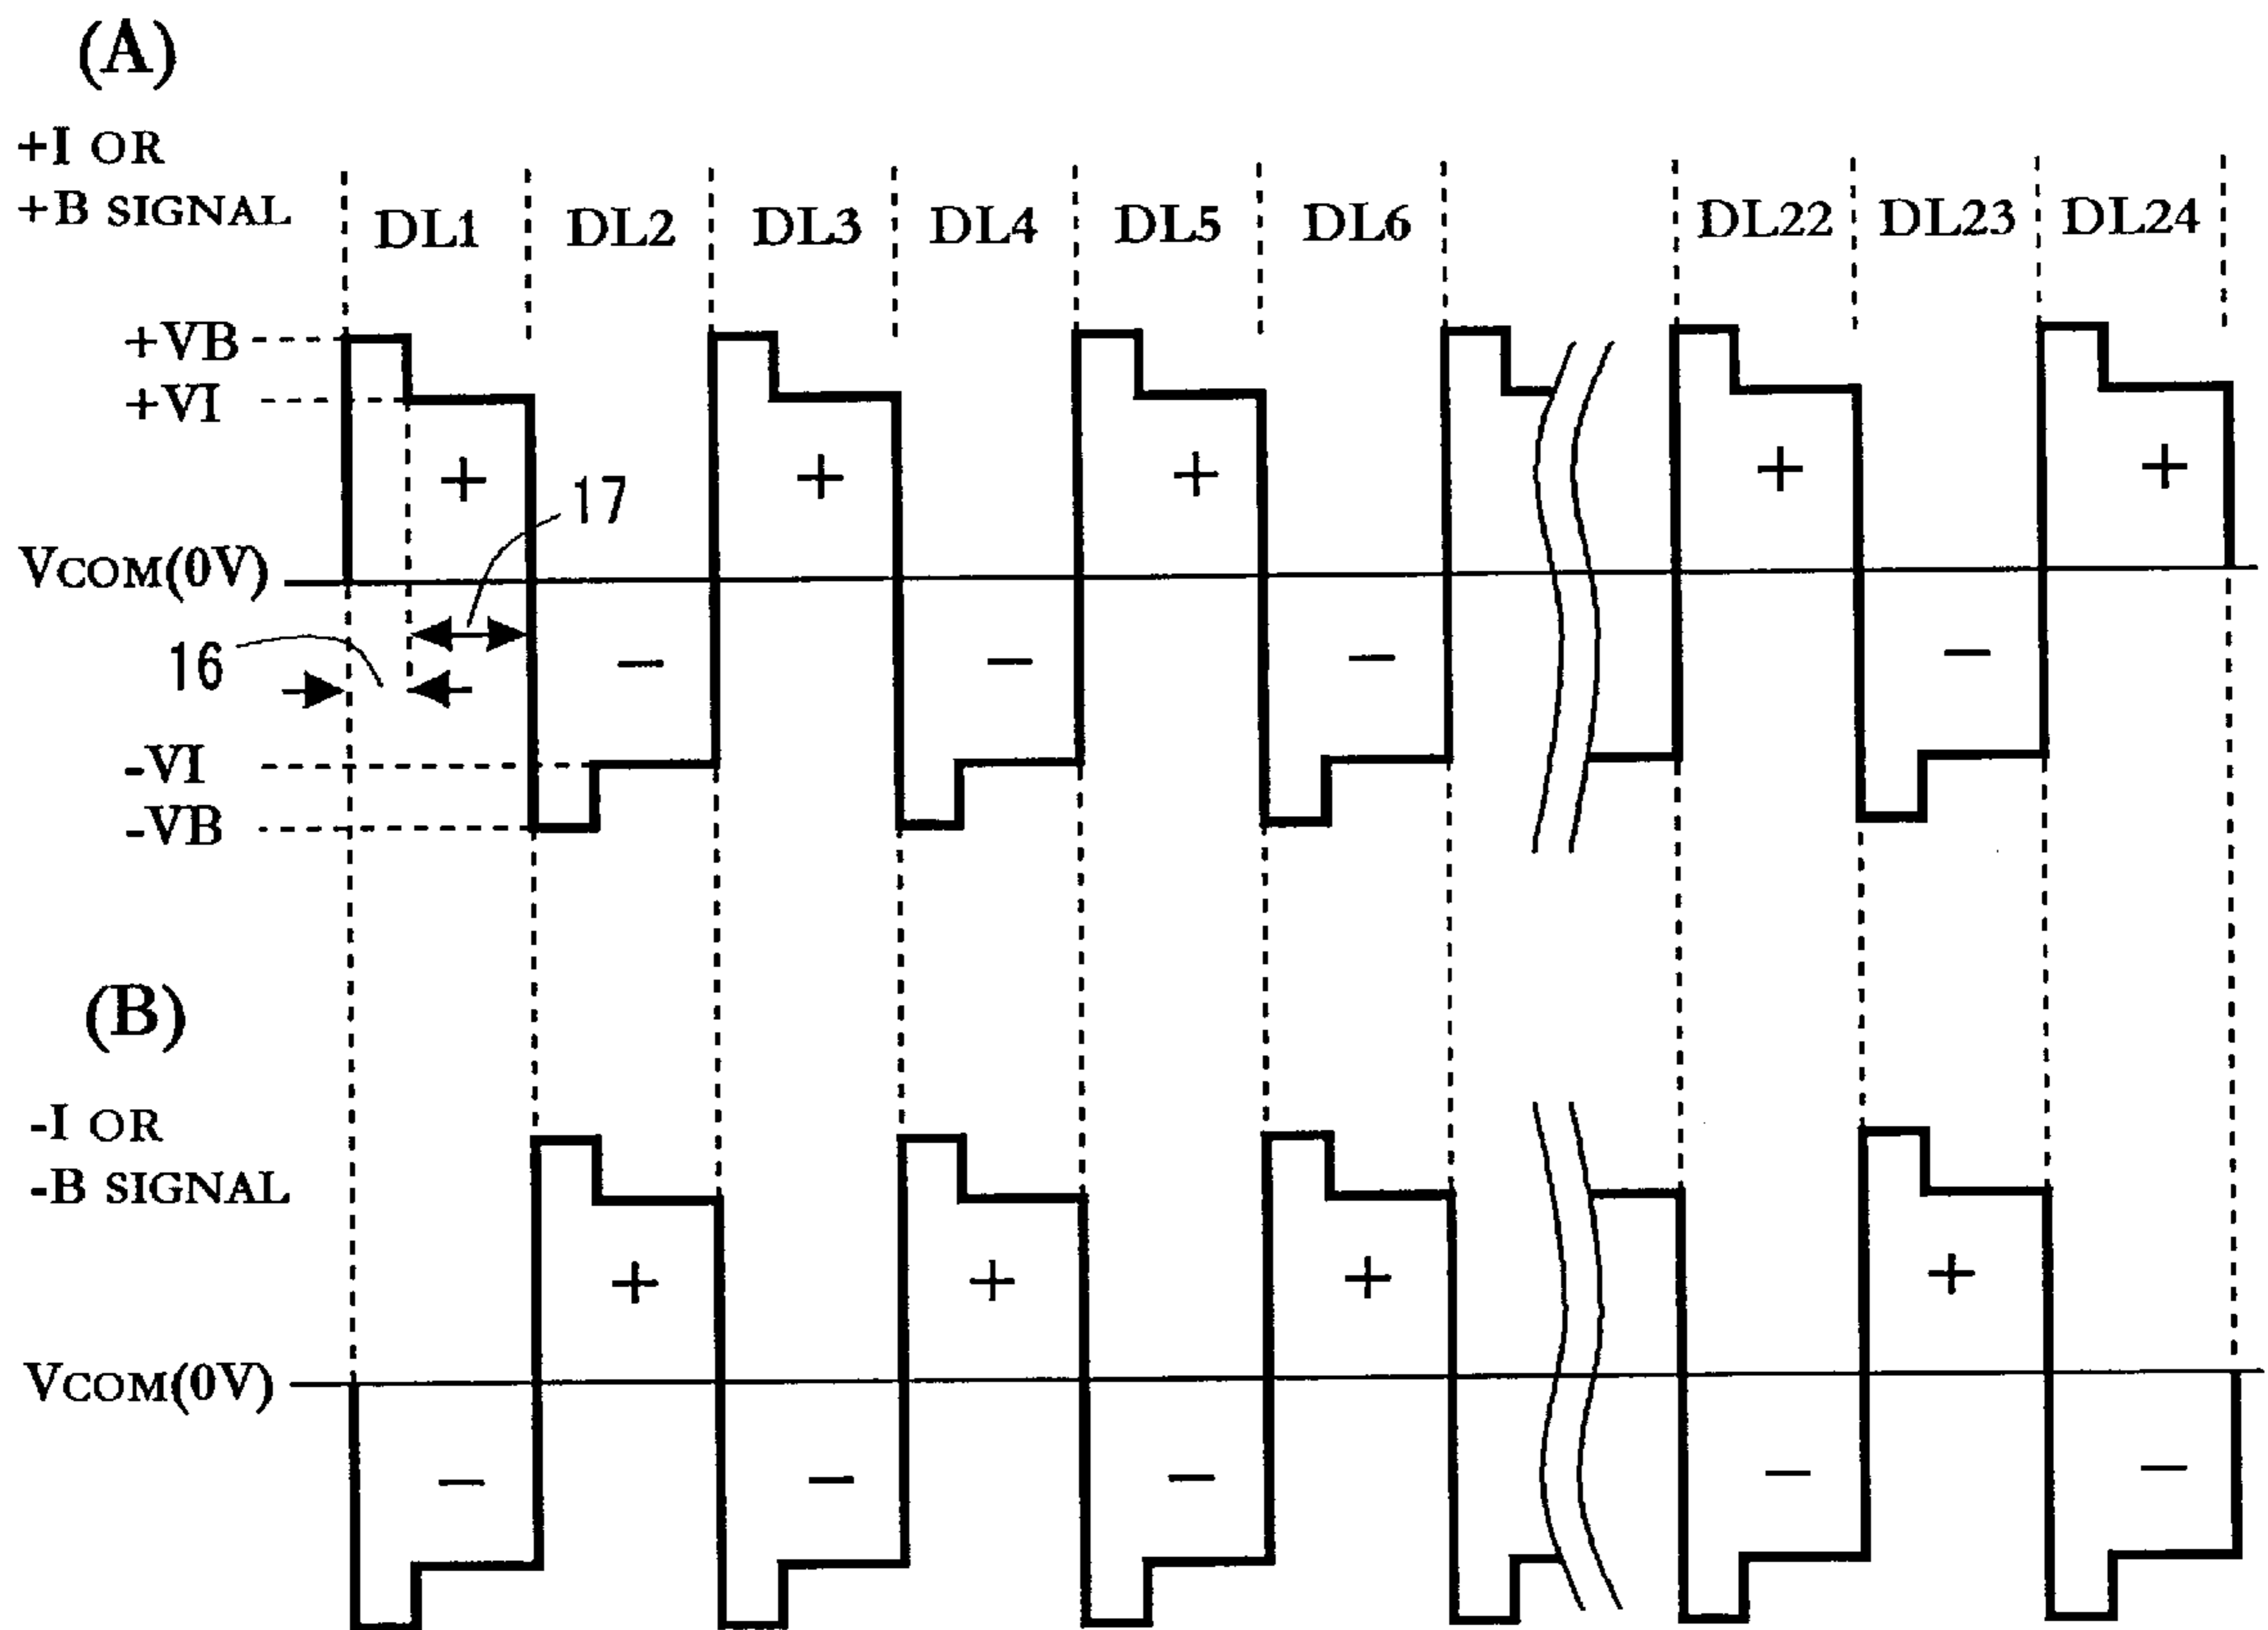 (A)
+I OR
+B SIGNAL
DL1 DL2 DL3 DL4 DL5 DL6 DL22 DL23 DL24
+VB
+VI
+ + + + +
17
VCOM(0V)
16
− − − −
-VI
-VB
(B)
-I OR
-B SIGNAL
+ + + +
VCOM(0V)
− − − − −